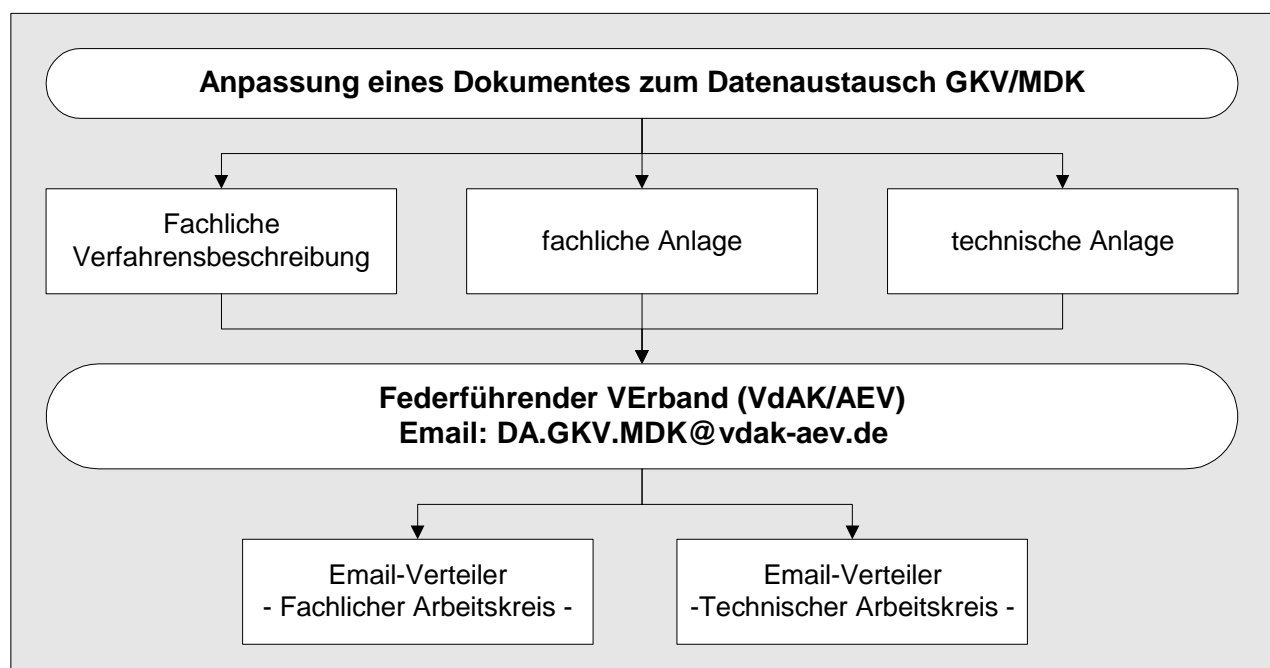 Anpassung eines Dokumentes zum Datenaustausch GKV/MDK
Fachliche
Verfahrensbeschreibung
fachliche Anlage
technische Anlage
Federführender VErband (VdAK/AEV)
Email: DA.GKV.MDK@vdak-aev.de
Email-Verteiler
- Fachlicher Arbeitskreis -
Email-Verteiler
-Technischer Arbeitskreis -